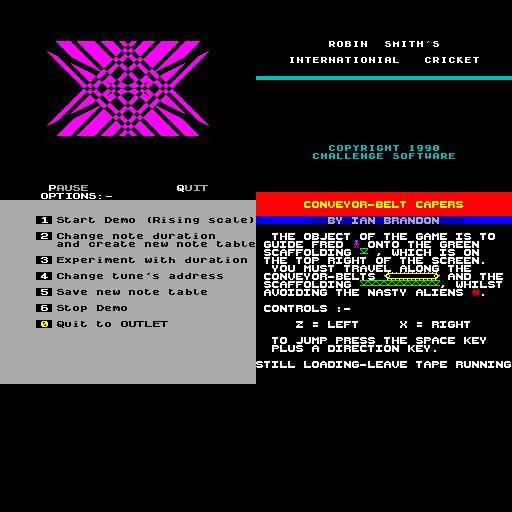 PAUSE QUIT
OPTIONS:-
ROBIN SMITH'S
INTERNATIONIAL CRICKET
COPYRIGHT 1990
CHALLENGE SOFTWARE
1 Start Demo (Rising scale)
2 Change note duration
and create new note table
3 Experiment with duration
4 Change tune's address
5 Save new note table
6 Stop Demo
0 Quit to OUTLET
CONVEYOR-BELT CAPERS
BY IAN BRANDON
THE OBJECT OF THE GAME IS TO
GUIDE FRED ONTO THE GREEN
SCAFFOLDING , WHICH IS ON
THE TOP RIGHT OF THE SCREEN.
YOU MUST TRAVEL ALONG THE
CONVEYOR-BELTS AND THE
SCAFFOLDING , WHILST
AVOIDING THE NASTY ALIENS .
CONTROLS :-
Z = LEFT X = RIGHT
TO JUMP PRESS THE SPACE KEY
PLUS A DIRECTION KEY.
STILL LOADING-LEAVE TAPE RUNNING